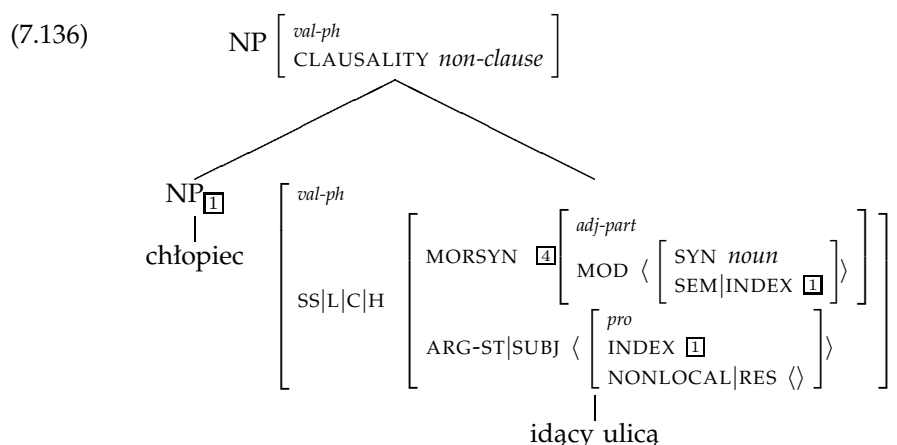 (7.136)
NP [ val-ph
CLAUSALITY non-clause ]
NP 1
chłopiec
val-ph
SS|L|C|H
MORSYN 4
adj-part
MOD ⟨ [ SYN noun
SEM|INDEX 1 ] ⟩
ARG-ST|SUBJ ⟨ [ pro
INDEX 1
NONLOCAL|RES ⟨⟩ ] ⟩
idący ulicą